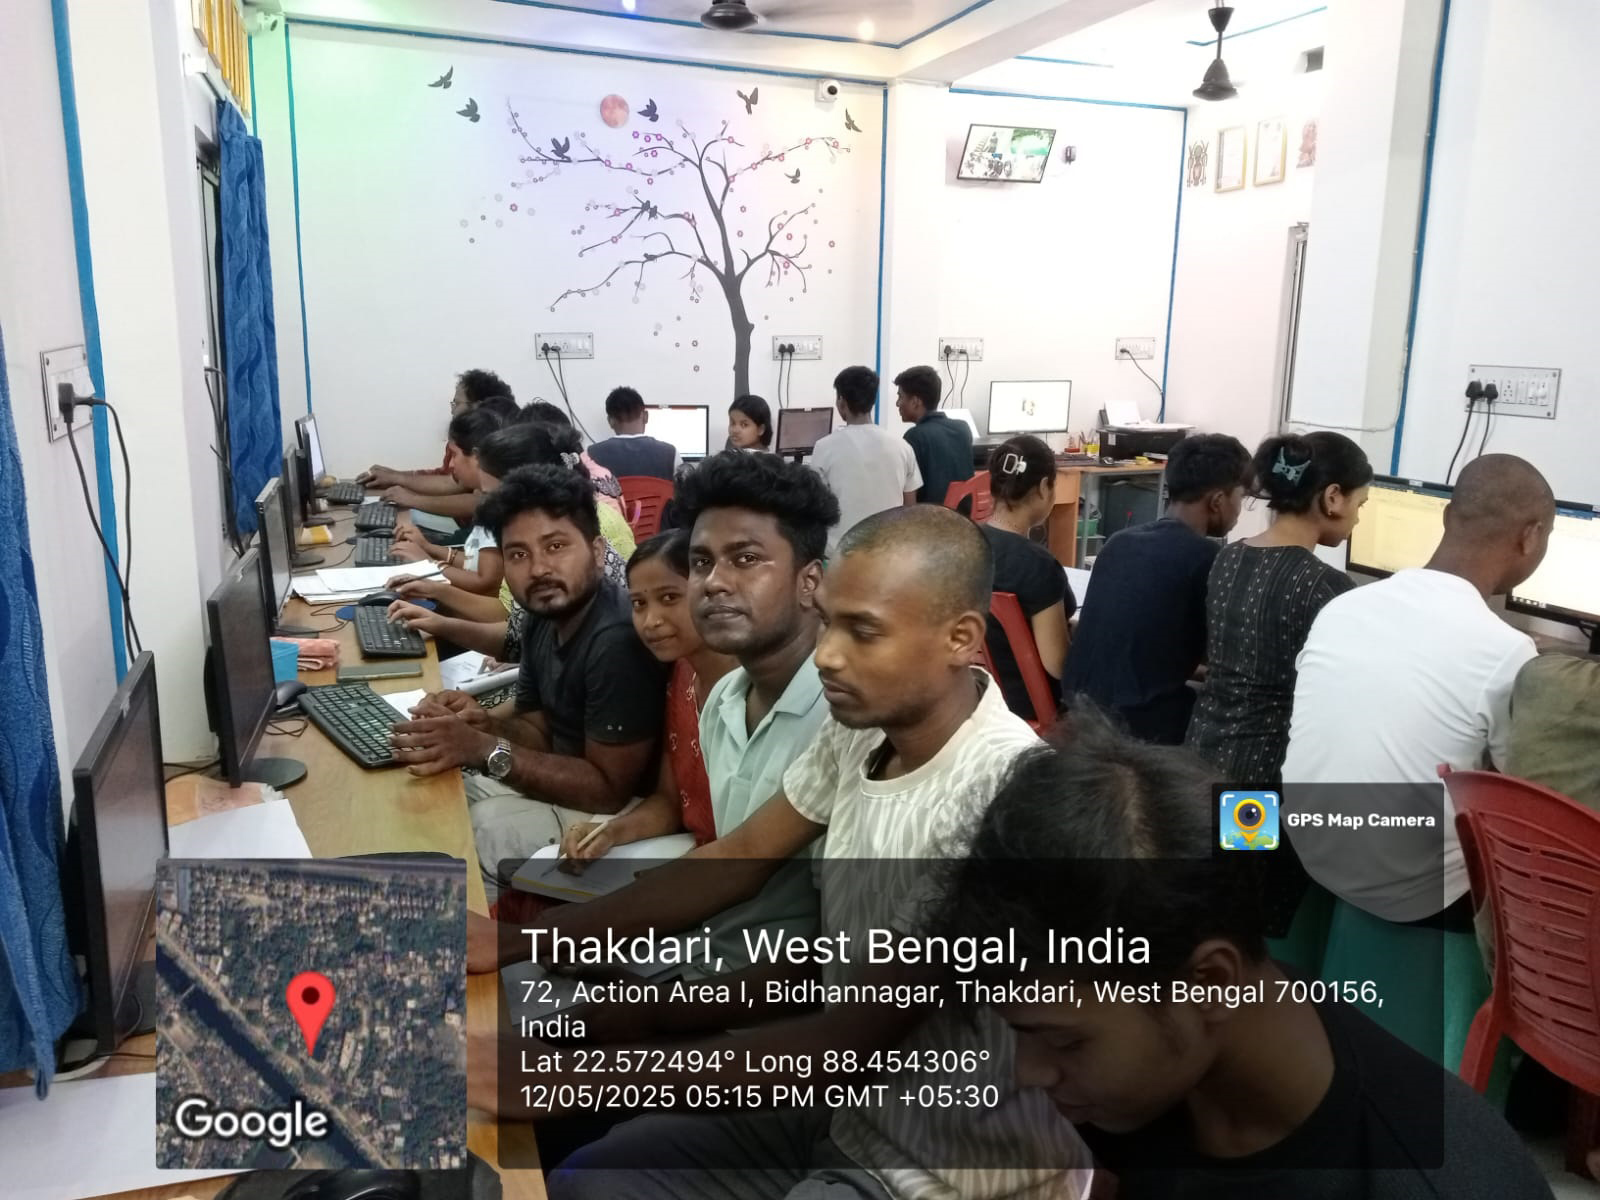 GPS Map Camera
Thakdari, West Bengal, India
72, Action Area I, Bidhannagar, Thakdari, West Bengal 700156,
India
Lat 22.572494° Long 88.454306°
12/05/2025 05:15 PM GMT +05:30
Google